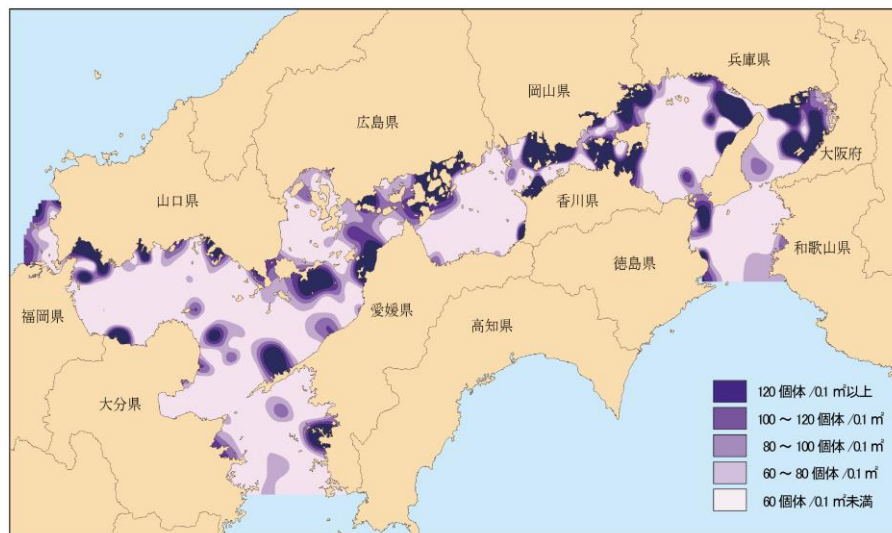 兵庫県
岡山県
広島県
大阪府
山口県
香川県
徳島県
和歌山県
福岡県
愛媛県
高知県
大分県
120 個体 /0.1 ㎡以上
100 ～ 120 個体 /0.1 ㎡
80 ～ 100 個体 /0.1 ㎡
60 ～ 80 個体 /0.1 ㎡
60 個体 /0.1 ㎡未満